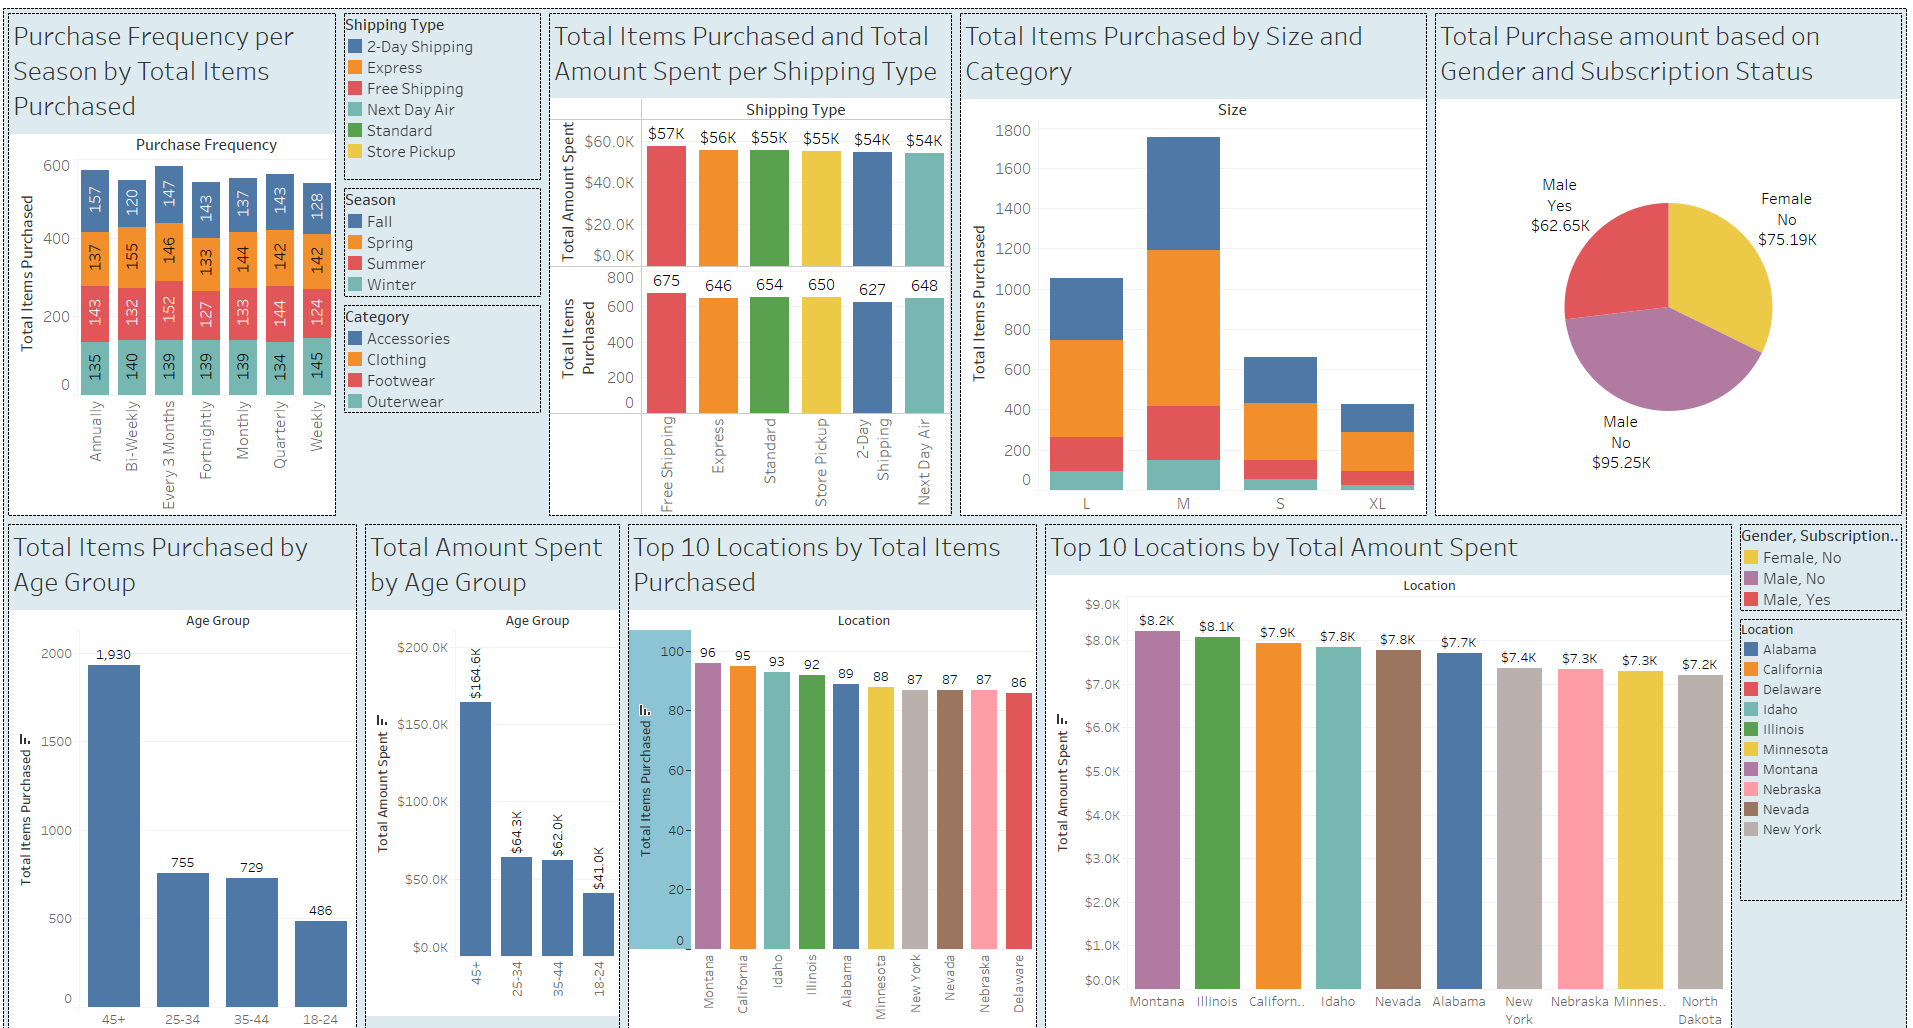 Purchase Frequency per
Season by Total Items
Purchased
Purchase Frequency
Total Items Purchased
600
400
200
0
157
120
147
143
137
143
128
137
155
146
133
144
142
142
143
132
152
127
133
144
124
135
140
139
139
139
134
145
Annually
Bi-Weekly
Every 3 Months
Fortnightly
Monthly
Quarterly
Weekly
Shipping Type
2-Day Shipping
Express
Free Shipping
Next Day Air
Standard
Store Pickup
Season
Fall
Spring
Summer
Winter
Category
Accessories
Clothing
Footwear
Outerwear
Total Items Purchased and Total
Amount Spent per Shipping Type
Shipping Type
Total Amount Spent
$60.0K
$40.0K
$20.0K
$0.0K
$57K
$56K
$55K
$55K
$54K
$54K
Total Items
Purchased
800
600
400
200
0
675
646
654
650
627
648
Free Shipping
Express
Standard
Store Pickup
2-Day
Shipping
Next Day Air
Total Items Purchased by Size and
Category
Size
Total Items Purchased
1800
1600
1400
1200
1000
800
600
400
200
0
L
M
S
XL
Total Purchase amount based on
Gender and Subscription Status
Male
Yes
$62.65K
Female
No
$75.19K
Male
No
$95.25K
Total Items Purchased by
Age Group
Age Group
Total Items Purchased
2000
1500
1000
500
0
1,930
755
729
486
45+
25-34
35-44
18-24
Total Amount Spent
by Age Group
Age Group
Total Amount Spent
$200.0K
$150.0K
$100.0K
$50.0K
$0.0K
$164.6K
$64.3K
$62.0K
$41.0K
45+
25-34
35-44
18-24
Top 10 Locations by Total Items
Purchased
Location
Total Items Purchased
100
80
60
40
20
0
96
95
93
92
89
88
87
87
87
86
Montana
California
Idaho
Illinois
Alabama
Minnesota
New York
Nevada
Nebraska
Delaware
Top 10 Locations by Total Amount Spent
Location
Total Amount Spent
$9.0K
$8.0K
$7.0K
$6.0K
$5.0K
$4.0K
$3.0K
$2.0K
$1.0K
$0.0K
$8.2K
$8.1K
$7.9K
$7.8K
$7.8K
$7.7K
$7.4K
$7.3K
$7.3K
$7.2K
Montana
Illinois
Californ..
Idaho
Nevada
Alabama
New
York
Nebraska
Minnes..
North
Dakota
Gender, Subscription..
Female, No
Male, No
Male, Yes
Location
Alabama
California
Delaware
Idaho
Illinois
Minnesota
Montana
Nebraska
Nevada
New York